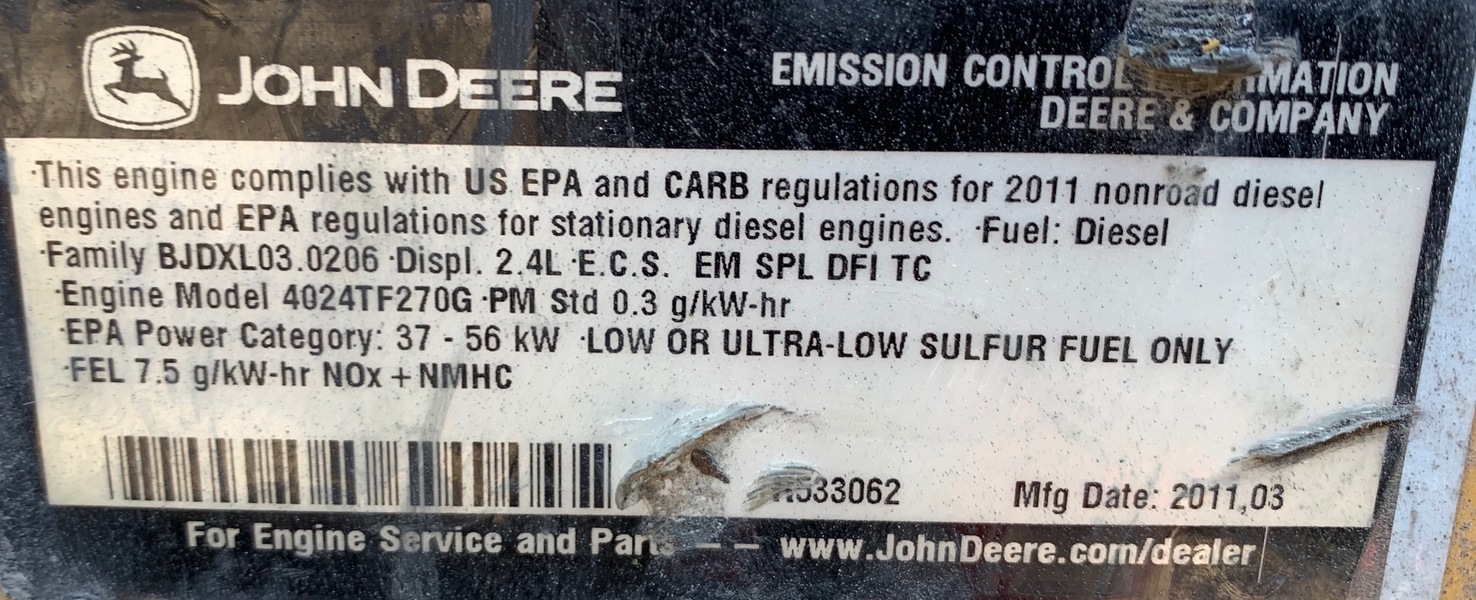 JOHN DEERE
EMISSION CONTROL
DEERE & COMPANY
·This engine complies with US EPA and CARB regulations for 2011 nonroad diesel
engines and EPA regulations for stationary diesel engines. ·Fuel: Diesel
·Family BJDXL03.0206 ·Displ. 2.4L ·E.C.S. EM SPL DFI TC
·Engine Model 4024TF270G ·PM Std 0.3 g/kW-hr
·EPA Power Category: 37 - 56 kW ·LOW OR ULTRA-LOW SULFUR FUEL ONLY
·FEL 7.5 g/kW-hr NOx + NMHC
Mfg Date: 2011,03
For Engine Service and Parts - - www.JohnDeere.com/dealer